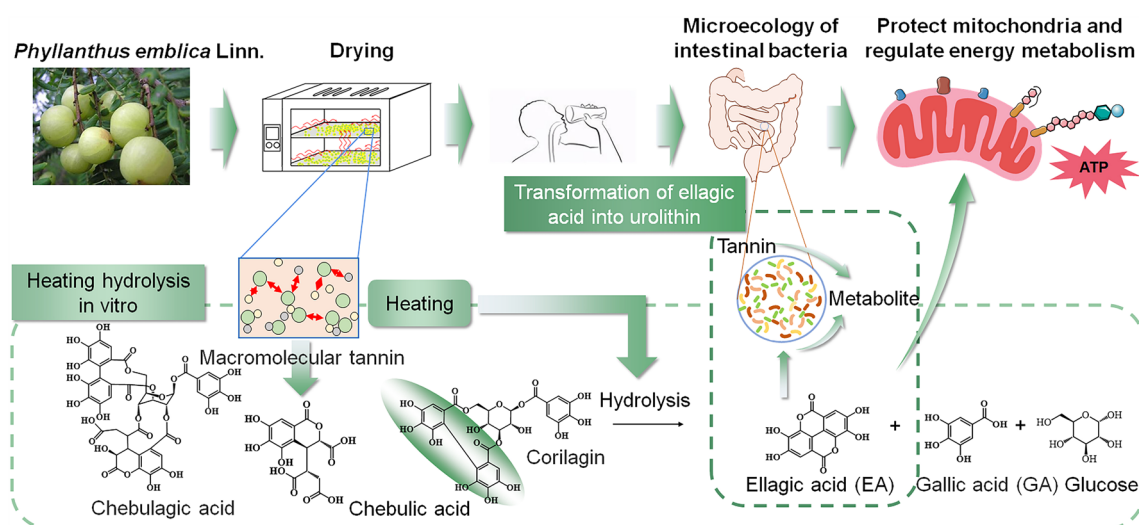 Phyllanthus emblica Linn.
Drying
Microecology of
intestinal bacteria
Protect mitochondria and
regulate energy metabolism
ATP
Transformation of ellagic
acid into urolithin
Tannin
Metabolite
Heating hydrolysis
in vitro
Heating
Macromolecular tannin
Hydrolysis
Chebulagic acid
Chebulic acid
Corilagin
Ellagic acid (EA)
+
Gallic acid (GA)
+
Glucose